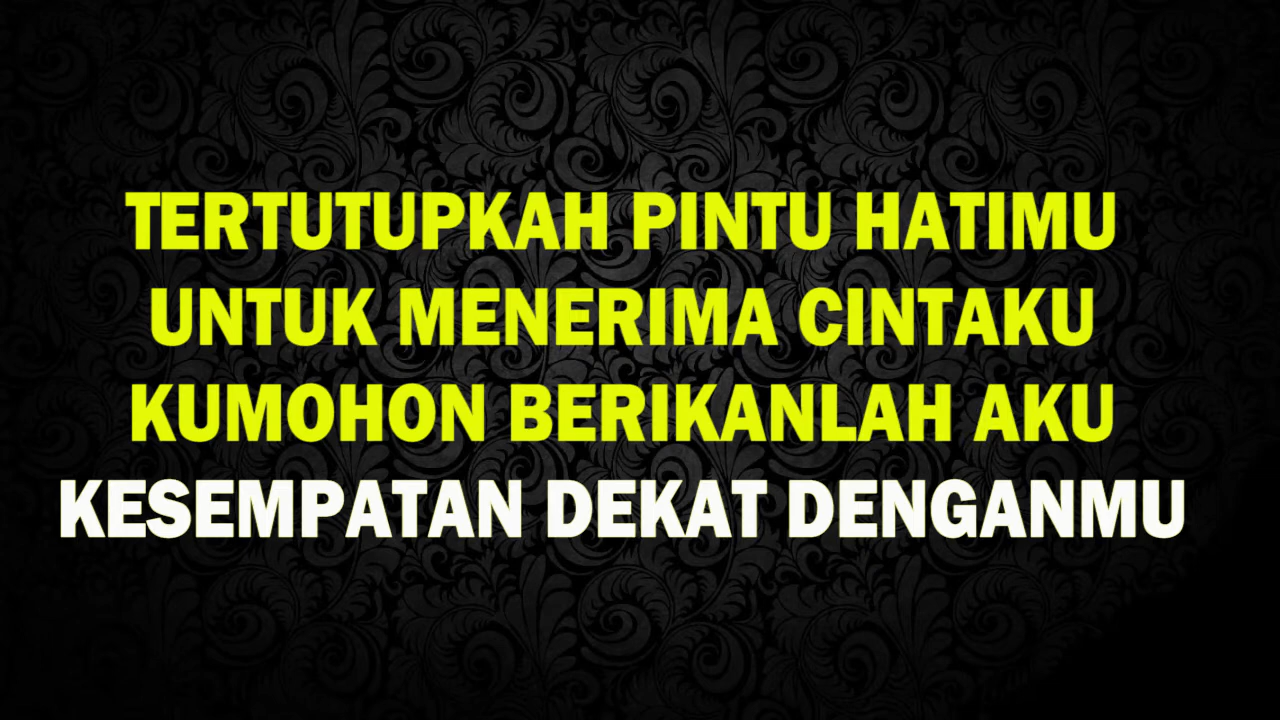 TERTUTUPKAH PINTU HATIMU
UNTUK MENERIMA CINTAKU
KUMOHON BERIKANLAH AKU
KESEMPATAN DEKAT DENGANMU